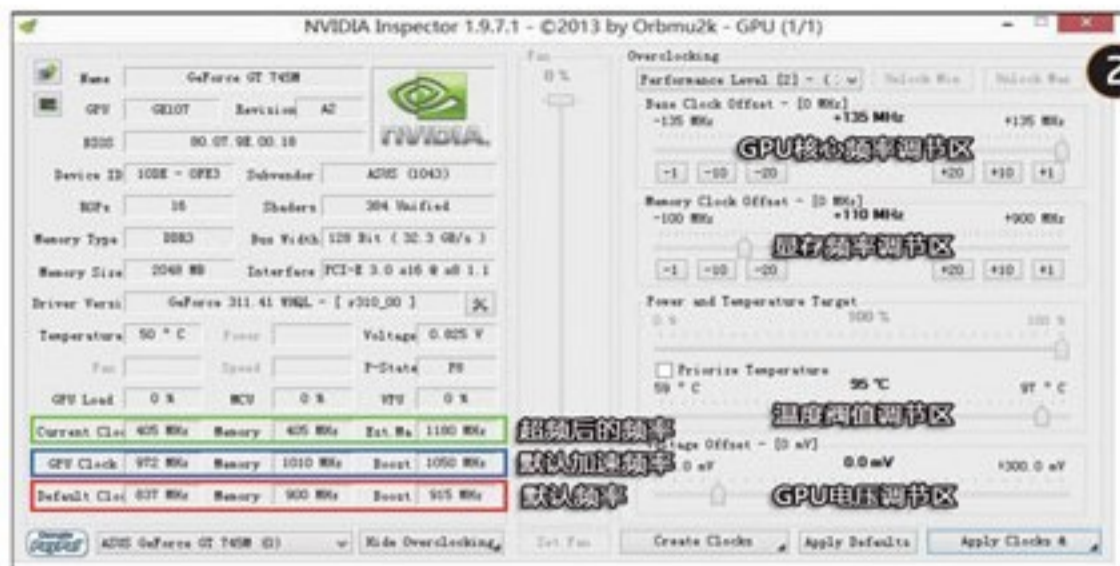 NVIDIA Inspector 1.9.7.1 - ©2013 by Orbmu2k - GPU (1/1)
2
Name GeForce GT 745M
GPU GK107 Revision A2
BIOS 80.07.9E.00.18
NVIDIA.
Device ID 10DE - 0FE3 Subvendor ASUS (1043)
ROPs 16 Shaders 384 Unified
Memory Type DDR3 Bus Width 128 Bit ( 32.3 GB/s )
Memory Size 2048 MB Interface PCI-E 3.0 x16 @ x8 1.1
Driver Versi GeForce 311.41 WHQL - [ r310_00 ]
Temperature 50 °C Power Voltage 0.825 V
Fan Speed P-State P8
GPU Load 0 % MCU 0 % VPU 0 %
Current Cloc 405 MHz Memory 405 MHz Est.Ma 1180 MHz
超频后的频率
GPU Clock 972 MHz Memory 1010 MHz Boost 1050 MHz
默认加速频率
Default Cloc 837 MHz Memory 900 MHz Boost 915 MHz
默认频率
ASUS GeForce GT 745M Hide Overclocking
Fan
0 %
Set Fan
Overclocking
Performance Level [2] - ( Unlock Min Unlock Max
Base Clock Offset - [0 MHz]
-135 MHz +135 MHz +135 MHz
GPU核心频率调节区
-1 -10 -20 +20 +10 +1
Memory Clock Offset - [0 MHz]
-100 MHz +110 MHz +900 MHz
显存频率调节区
-1 -10 -20 +20 +10 +1
Power and Temperature Target
0 % 100 % 100 %
Priorize Temperature
59 °C 95 ℃ 97 °C
温度阀值调节区
Offset - [0 mV]
.0 mV 0.0 mV +300.0 mV
GPU电压调节区
Create Clocks Apply Defaults Apply Clocks &